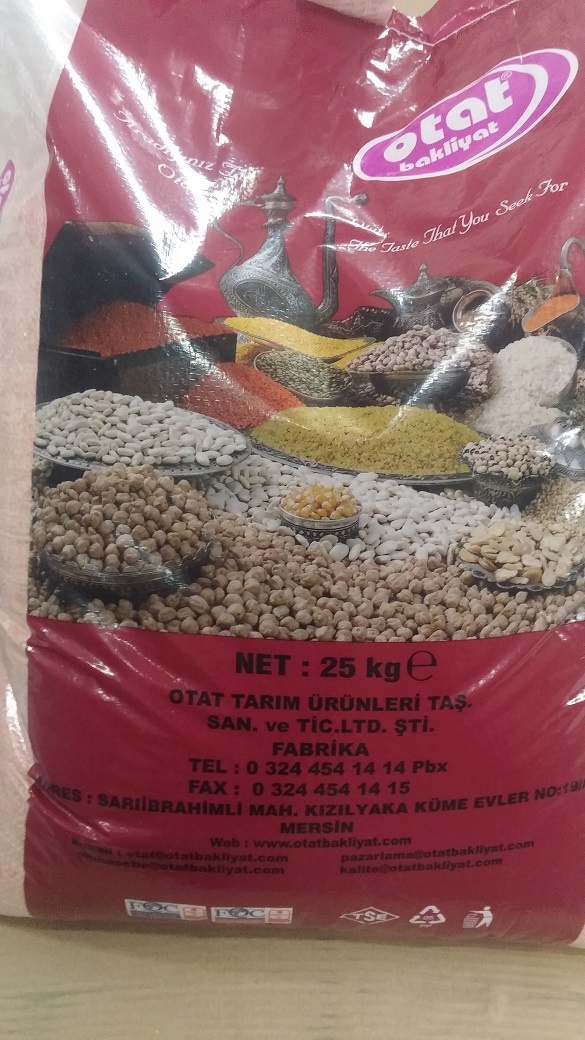 otat®
bakliyat
The Taste That You Seek For
NET : 25 kg ℮
OTAT TARIM ÜRÜNLERİ TAŞ.
SAN. ve TİC.LTD. ŞTİ.
FABRİKA
TEL : 0 324 454 14 14 Pbx
FAX : 0 324 454 14 15
SARIİBRAHİMLİ MAH. KIZILYAKA KÜME EVLER
MERSİN
Web : www.otatbakliyat.com
otat@otatbakliyat.com pazarlama@otatbakliyat.com
kalite@otatbakliyat.com
TSE